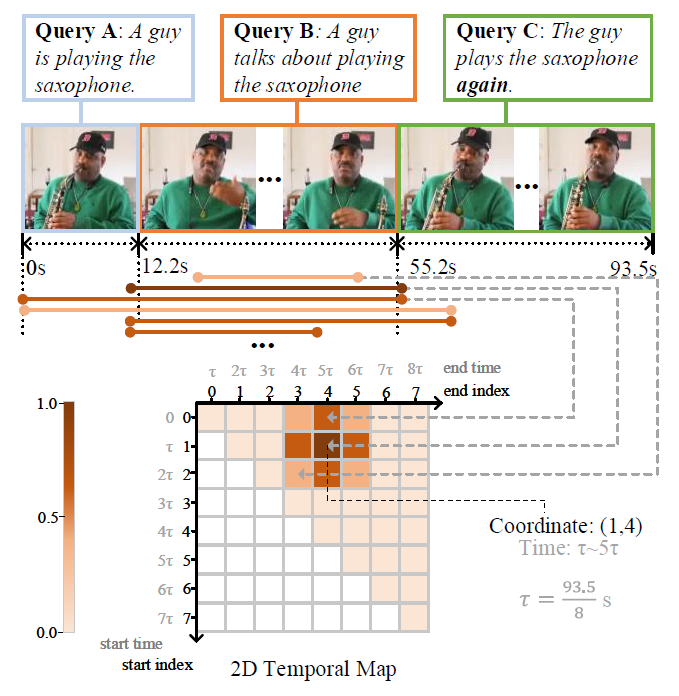 Query A: A guy
is playing the
saxophone.
Query B: A guy
talks about playing
the saxophone
Query C: The guy
plays the saxophone
again.
...
...
0s
12.2s
55.2s
93.5s
...
τ 2τ 3τ 4τ 5τ 6τ 7τ 8τ end time
0 1 2 3 4 5 6 7 end index
1.0
0.5
0.0
0 0
τ 1
2τ 2
3τ 3
4τ 4
5τ 5
6τ 6
7τ 7
start time
start index
Coordinate: (1,4)
Time: τ~5τ
τ = 93.5/8 s
2D Temporal Map